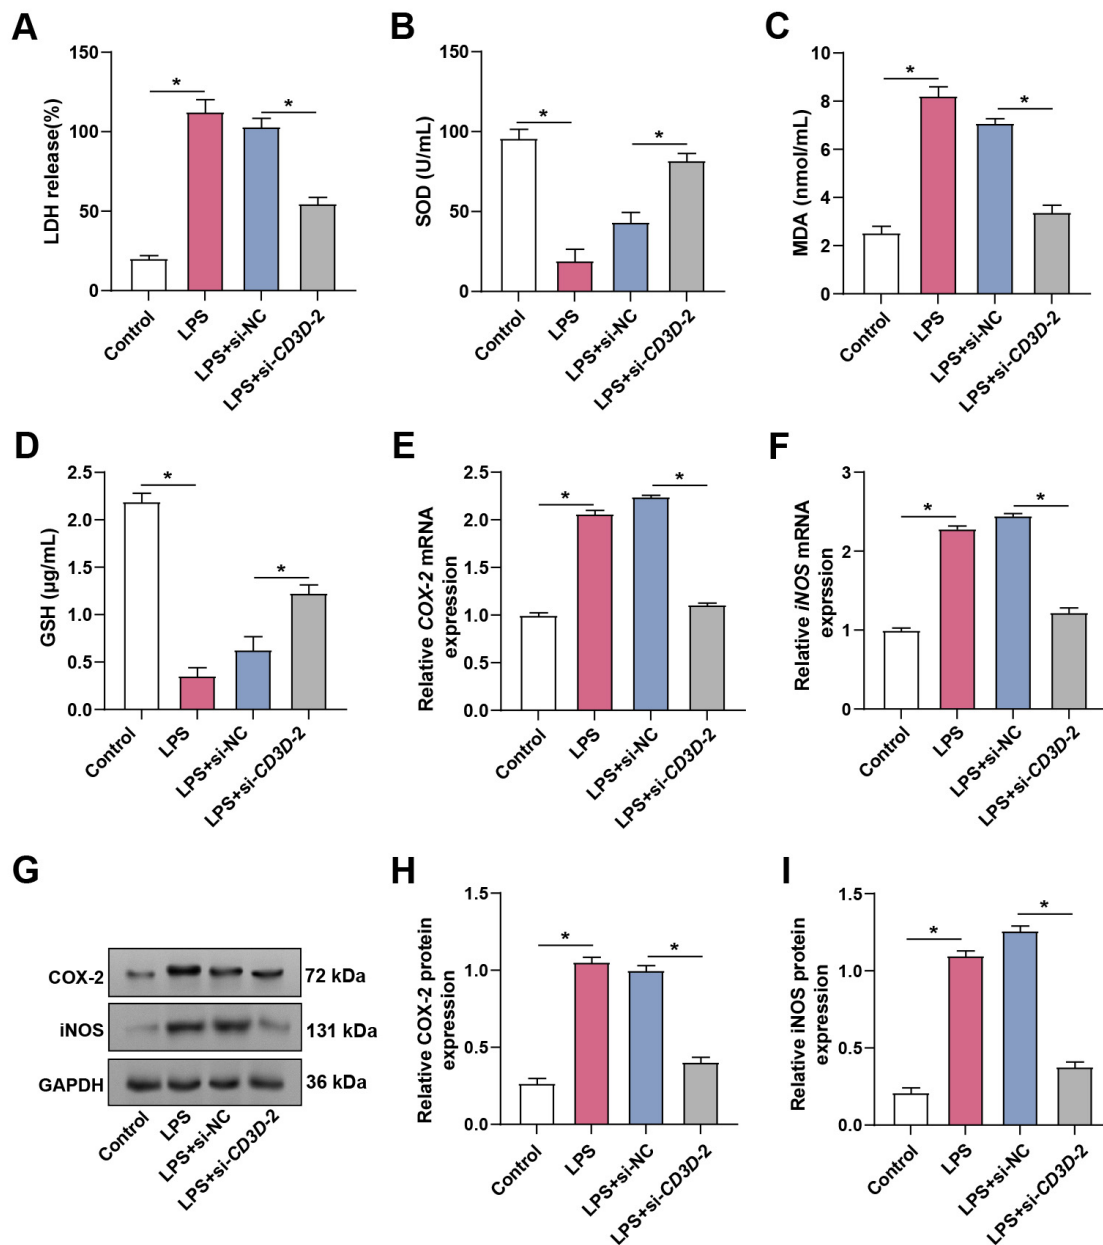 A
LDH release(%)
150
100
50
0
*
*
Control
LPS
LPS+si-NC
LPS+si-CD3D-2
B
SOD (U/mL)
150
100
50
0
*
*
Control
LPS
LPS+si-NC
LPS+si-CD3D-2
C
MDA (nmol/mL)
10
8
6
4
2
0
*
*
Control
LPS
LPS+si-NC
LPS+si-CD3D-2
D
GSH (μg/mL)
2.5
2.0
1.5
1.0
0.5
0.0
*
*
Control
LPS
LPS+si-NC
LPS+si-CD3D-2
E
Relative COX-2 mRNA
expression
2.5
2.0
1.5
1.0
0.5
0.0
*
*
Control
LPS
LPS+si-NC
LPS+si-CD3D-2
F
Relative iNOS mRNA
exprssion
3
2
1
0
*
*
Control
LPS
LPS+si-NC
LPS+si-CD3D-2
G
COX-2 72 kDa
iNOS 131 kDa
GAPDH 36 kDa
Control
LPS
LPS+si-NC
LPS+si-CD3D-2
H
Relative COX-2 protein
expression
1.5
1.0
0.5
0.0
*
*
Control
LPS
LPS+si-NC
LPS+si-CD3D-2
I
Relative iNOS protein
expression
1.5
1.0
0.5
0.0
*
*
Control
LPS
LPS+si-NC
LPS+si-CD3D-2